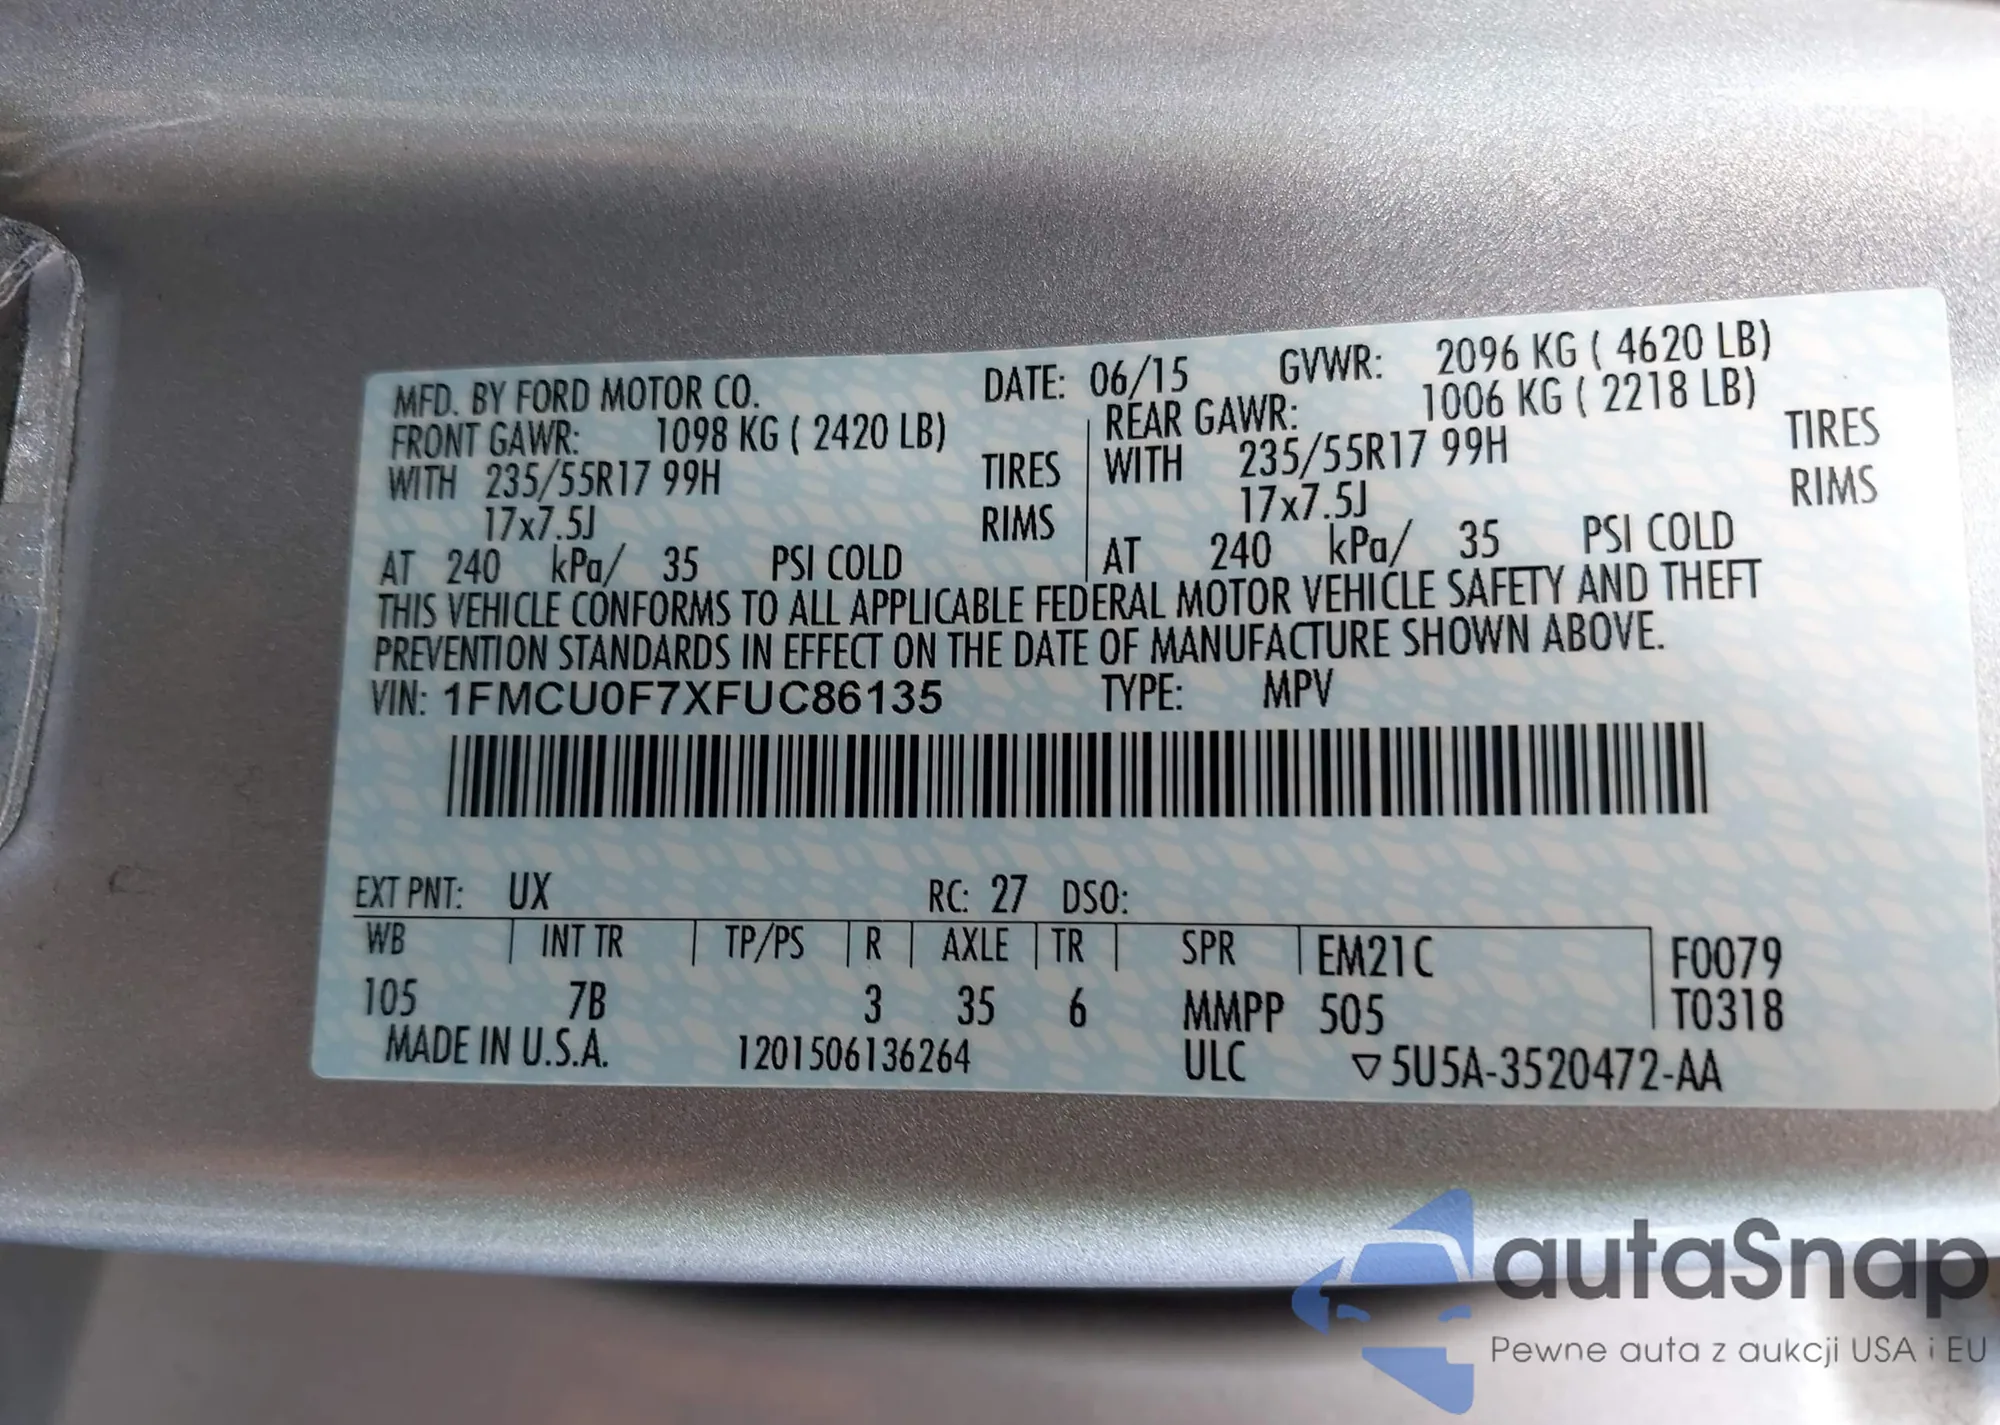 MFD. BY FORD MOTOR CO. DATE: 06/15 GVWR: 2096 KG ( 4620 LB)
FRONT GAWR: 1098 KG ( 2420 LB) REAR GAWR: 1006 KG ( 2218 LB)
WITH 235/55R17 99H TIRES WITH 235/55R17 99H TIRES
17x7.5J RIMS 17x7.5J RIMS
AT 240 kPa/ 35 PSI COLD AT 240 kPa/ 35 PSI COLD
THIS VEHICLE CONFORMS TO ALL APPLICABLE FEDERAL MOTOR VEHICLE SAFETY AND THEFT
PREVENTION STANDARDS IN EFFECT ON THE DATE OF MANUFACTURE SHOWN ABOVE.
VIN: 1FMCU0F7XFUC86135 TYPE: MPV
EXT PNT: UX RC: 27 DSO:
WB INT TR TP/PS R AXLE TR SPR EM21C F0079
105 7B 3 35 6 MMPP 505 T0318
MADE IN U.S.A. 1201506136264 ULC ▽5U5A-3520472-AA
autaSnap
Pewne auta z aukcji USA i EU